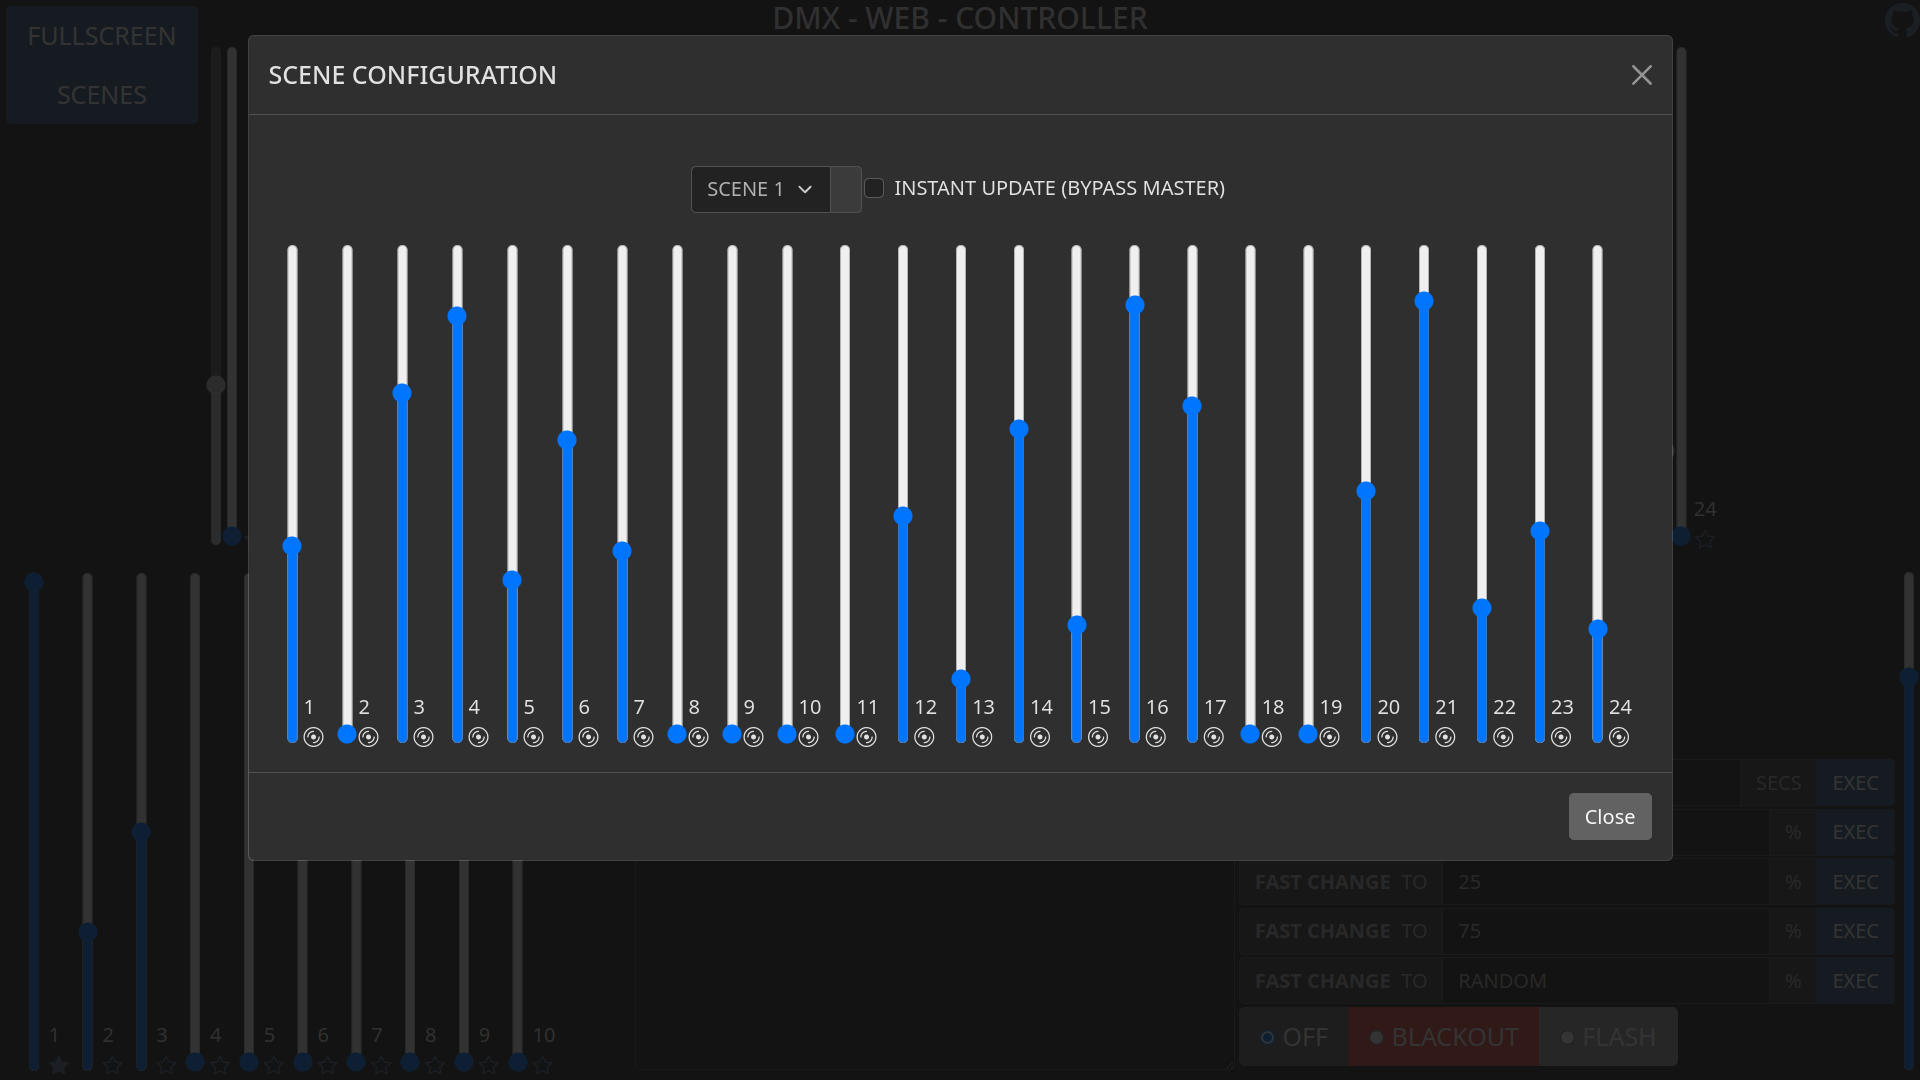 DMX - WEB - CONTROLLER
FULLSCREEN
SCENES
SCENE CONFIGURATION
SCENE 1
INSTANT UPDATE (BYPASS MASTER)
1 2 3 4 5 6 7 8 9 10 11 12 13 14 15 16 17 18 19 20 21 22 23 24
Close
24
SECS EXEC
% EXEC
FAST CHANGE TO 25 % EXEC
FAST CHANGE TO 75 % EXEC
FAST CHANGE TO RANDOM % EXEC
1 2 3 4 5 6 7 8 9 10
OFF BLACKOUT FLASH